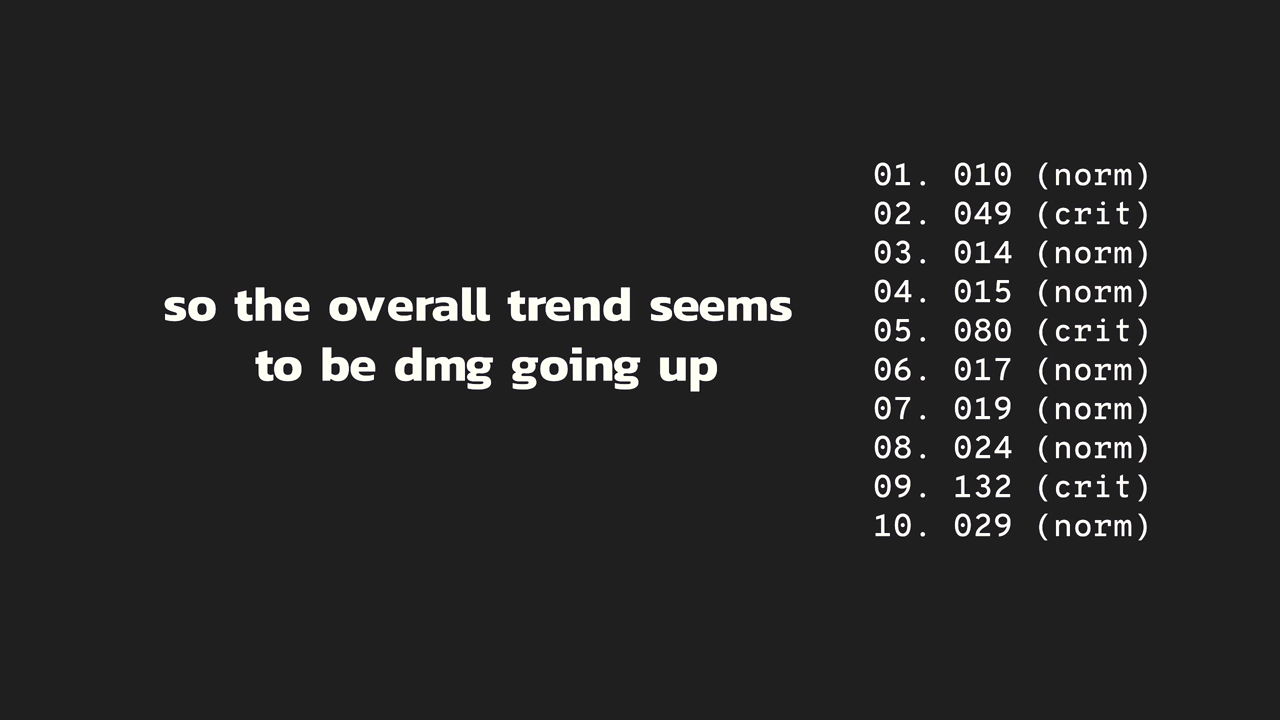 so the overall trend seems
to be dmg going up
01. 010 (norm)
02. 049 (crit)
03. 014 (norm)
04. 015 (norm)
05. 080 (crit)
06. 017 (norm)
07. 019 (norm)
08. 024 (norm)
09. 132 (crit)
10. 029 (norm)